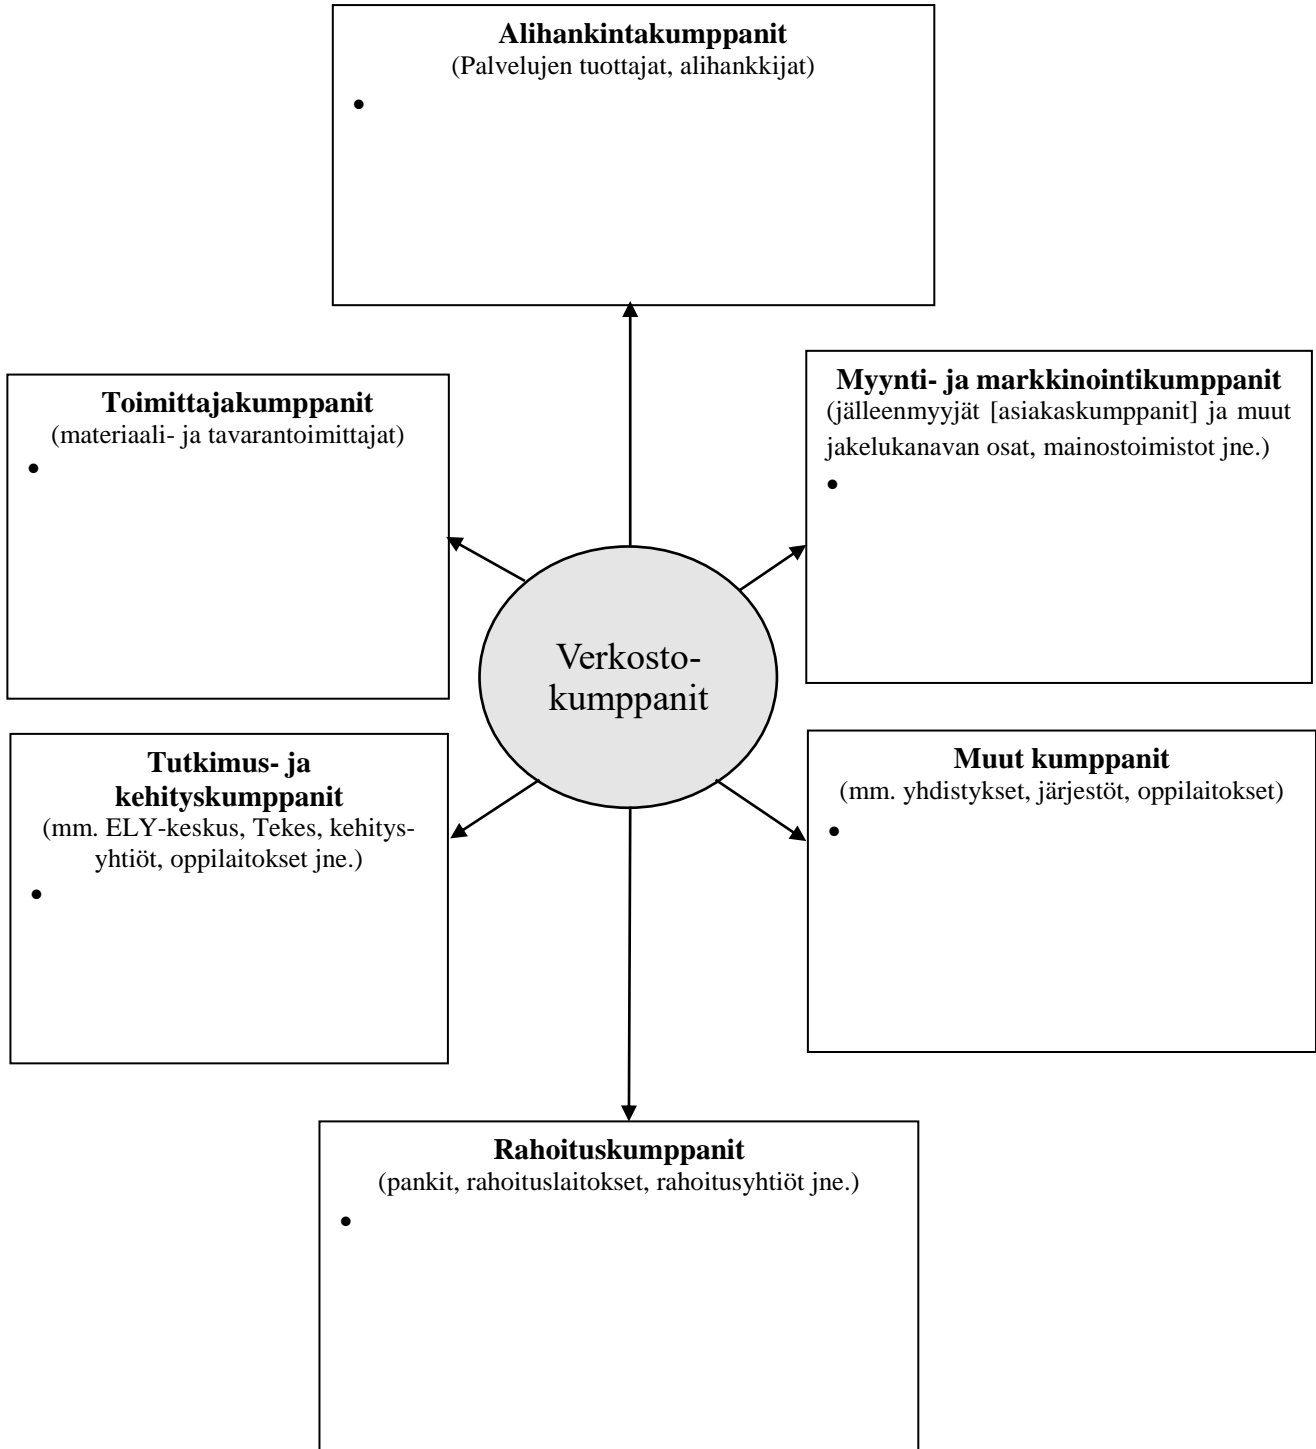 Alihankintakumppanit
(Palvelujen tuottajat, alihankkijat)
•
Toimittajakumppanit
(materiaali- ja tavarantoimittajat)
•
Myynti- ja markkinointikumppanit
(jälleenmyyjät [asiakaskumppanit] ja muut
jakelukanavan osat, mainostoimistot jne.)
•
Verkosto-
kumppanit
Tutkimus- ja
kehityskumppanit
(mm. ELY-keskus, Tekes, kehitys-
yhtiöt, oppilaitokset jne.)
•
Muut kumppanit
(mm. yhdistykset, järjestöt, oppilaitokset)
•
Rahoituskumppanit
(pankit, rahoituslaitokset, rahoitusyhtiöt jne.)
•